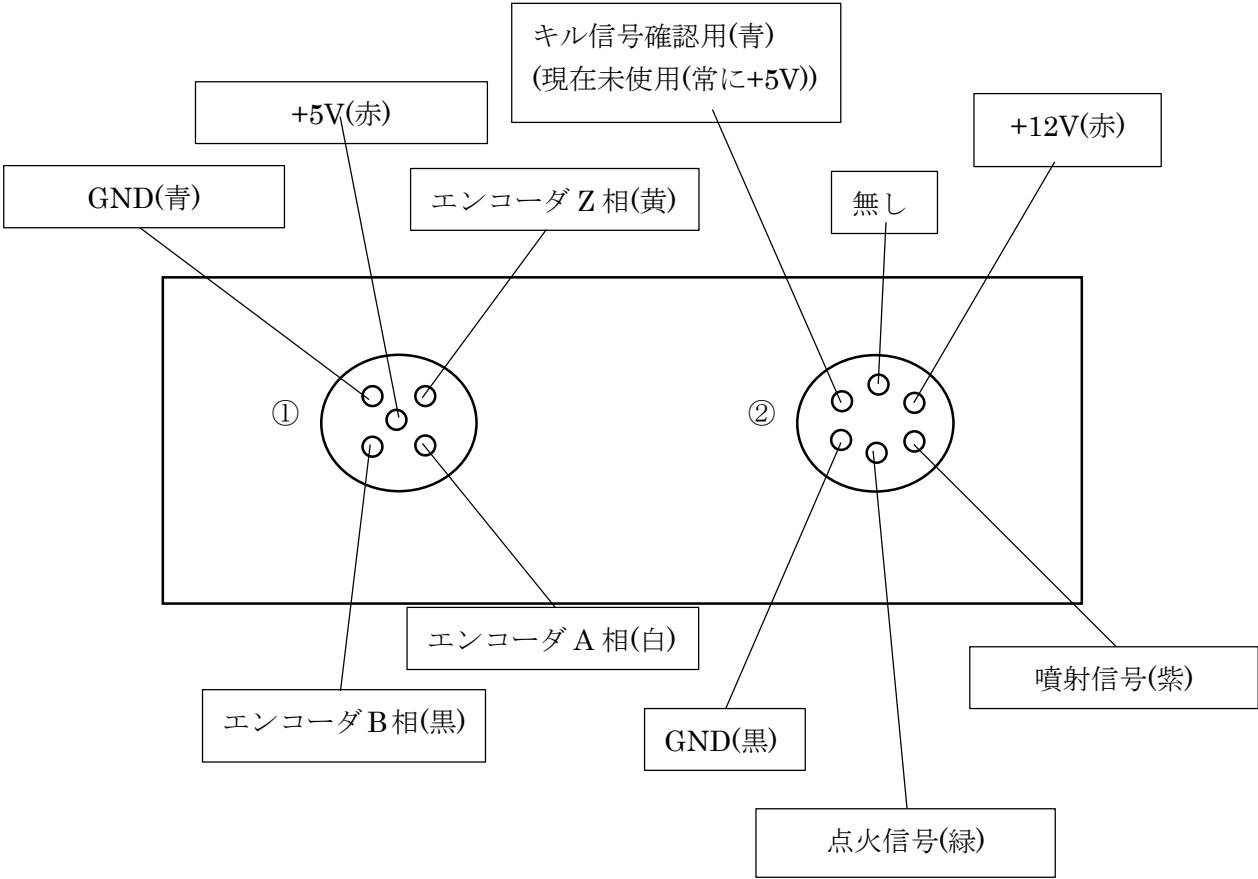 キル信号確認用(青)
(現在未使用(常に+5V))
+5V(赤)
+12V(赤)
GND(青)
エンコーダ Z 相(黄)
無し
①
②
エンコーダ A 相(白)
噴射信号(紫)
エンコーダ B 相(黒)
GND(黒)
点火信号(緑)